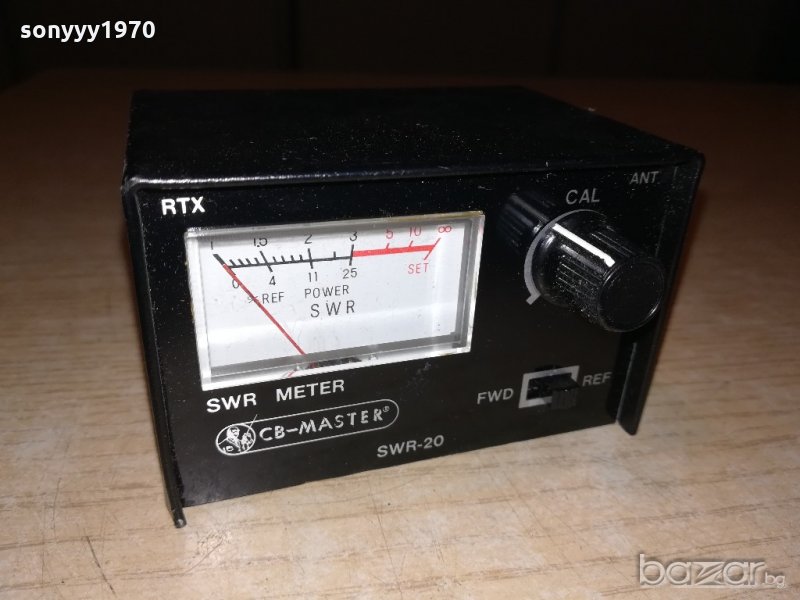 sonyyy1970
RTX
CAL
ANT
1 1.5 2 3 5 10 ∞
0 4 11 25 SET
%REF POWER
SWR
SWR METER
FWD
REF
CB-MASTER®
SWR-20
bazar.bg